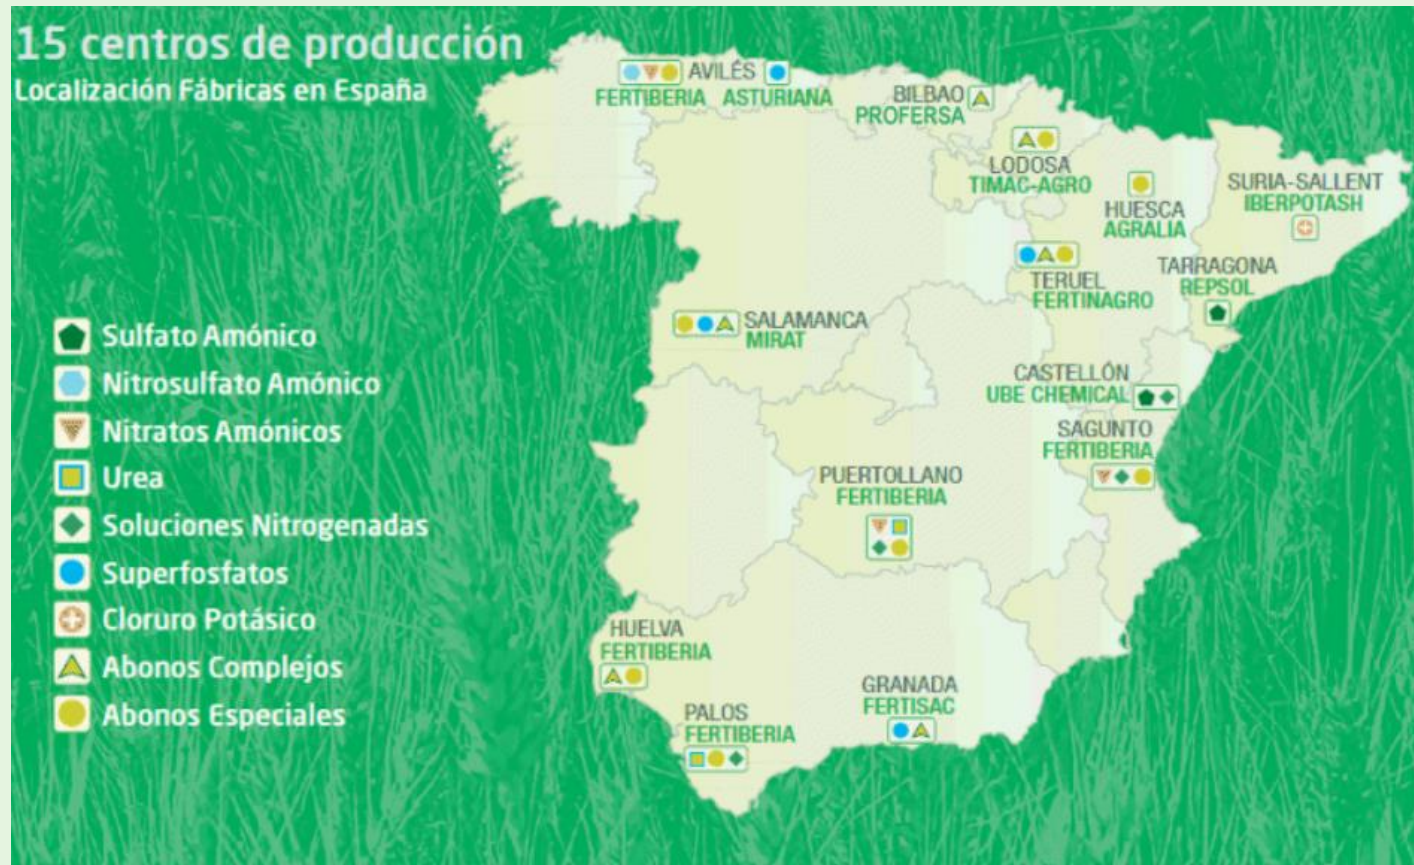 15 centros de producción
Localización Fábricas en España
AVILÉS
FERTIBERIA ASTURIANA
BILBAO
PROFERSA
LODOSA
TIMAC-AGRO
HUESCA
AGRALIA
SURIA-SALLENT
IBERPOTASH
TERUEL
FERTINAGRO
TARRAGONA
REPSOL
SALAMANCA
MIRAT
CASTELLÓN
UBE CHEMICAL
SAGUNTO
FERTIBERIA
PUERTOLLANO
FERTIBERIA
HUELVA
FERTIBERIA
PALOS
FERTIBERIA
GRANADA
FERTISAC
Sulfato Amónico
Nitrosulfato Amónico
Nitratos Amónicos
Urea
Soluciones Nitrogenadas
Superfosfatos
Cloruro Potásico
Abonos Complejos
Abonos Especiales